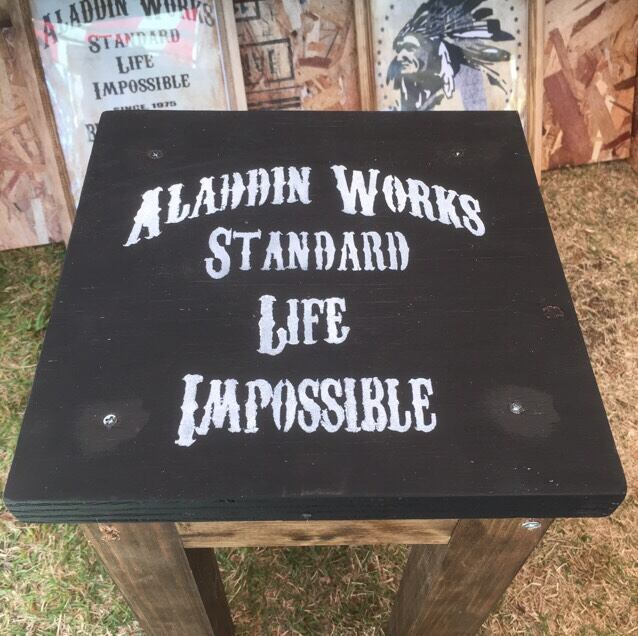 ALADDIN WORKS
STANDARD
LIFE
IMPOSSIBLE
SINCE 1975
ALADDIN WORKS
STANDARD
LIFE
IMPOSSIBLE